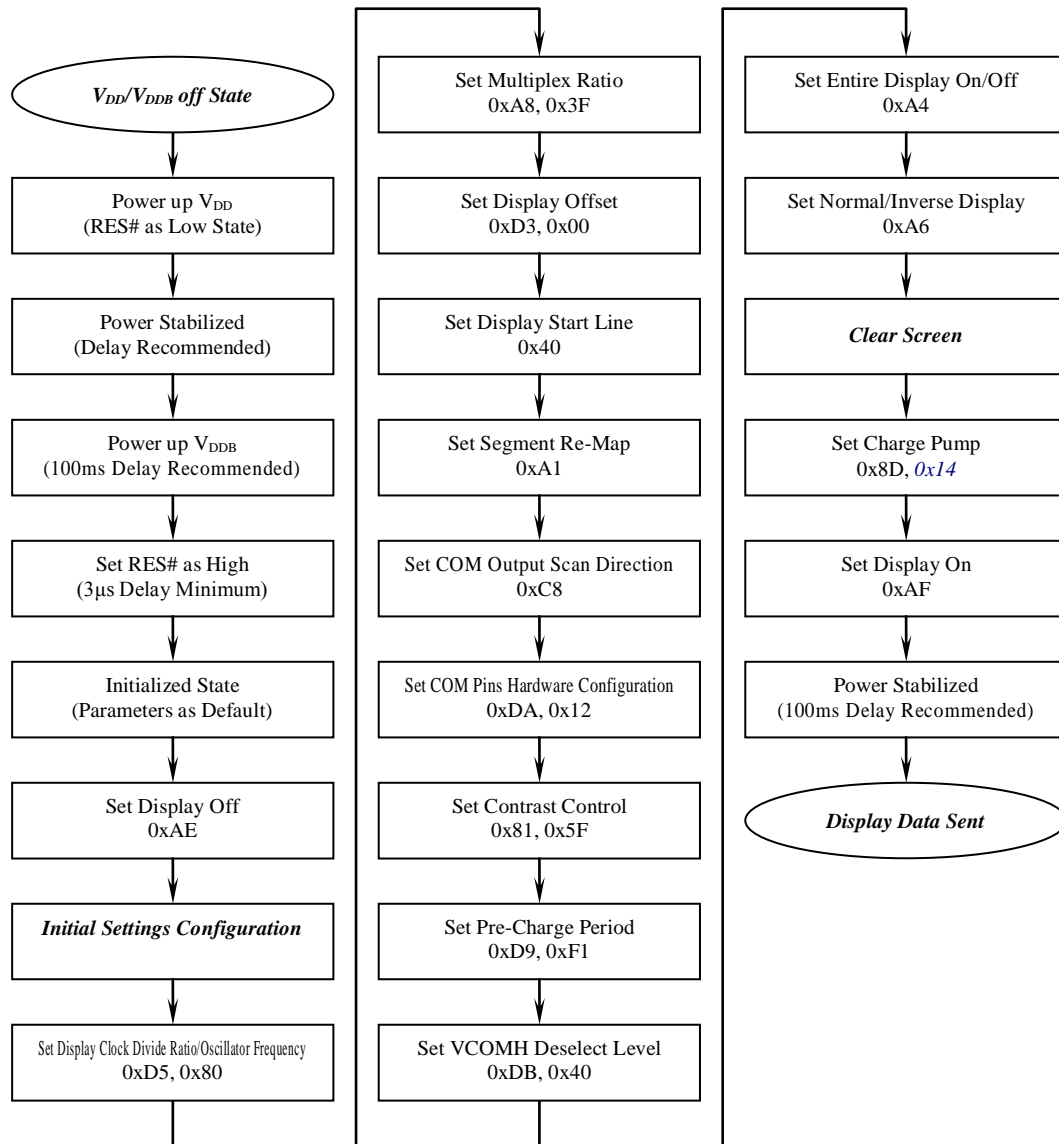 V_DD/V_DDB off State
Power up V_DD
(RES# as Low State)
Power Stabilized
(Delay Recommended)
Power up V_DDB
(100ms Delay Recommended)
Set RES# as High
(3μs Delay Minimum)
Initialized State
(Parameters as Default)
Set Display Off
0xAE
Initial Settings Configuration
Set Display Clock Divide Ratio/Oscillator Frequency
0xD5, 0x80
Set Multiplex Ratio
0xA8, 0x3F
Set Display Offset
0xD3, 0x00
Set Display Start Line
0x40
Set Segment Re-Map
0xA1
Set COM Output Scan Direction
0xC8
Set COM Pins Hardware Configuration
0xDA, 0x12
Set Contrast Control
0x81, 0x5F
Set Pre-Charge Period
0xD9, 0xF1
Set VCOMH Deselect Level
0xDB, 0x40
Set Entire Display On/Off
0xA4
Set Normal/Inverse Display
0xA6
Clear Screen
Set Charge Pump
0x8D, 0x14
Set Display On
0xAF
Power Stabilized
(100ms Delay Recommended)
Display Data Sent